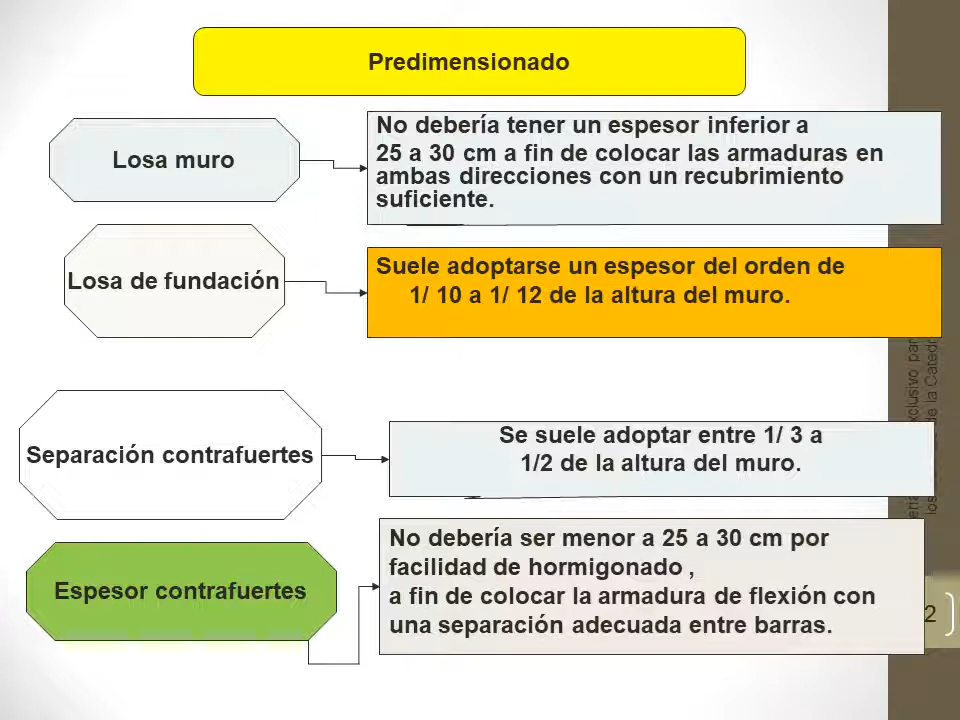 Predimensionado
Losa muro
No debería tener un espesor inferior a
25 a 30 cm a fin de colocar las armaduras en
ambas direcciones con un recubrimiento
suficiente.
Losa de fundación
Suele adoptarse un espesor del orden de
1/ 10 a 1/ 12 de la altura del muro.
Separación contrafuertes
Se suele adoptar entre 1/ 3 a
1/2 de la altura del muro.
Espesor contrafuertes
No debería ser menor a 25 a 30 cm por
facilidad de hormigonado ,
a fin de colocar la armadura de flexión con
una separación adecuada entre barras.
2
de la
los